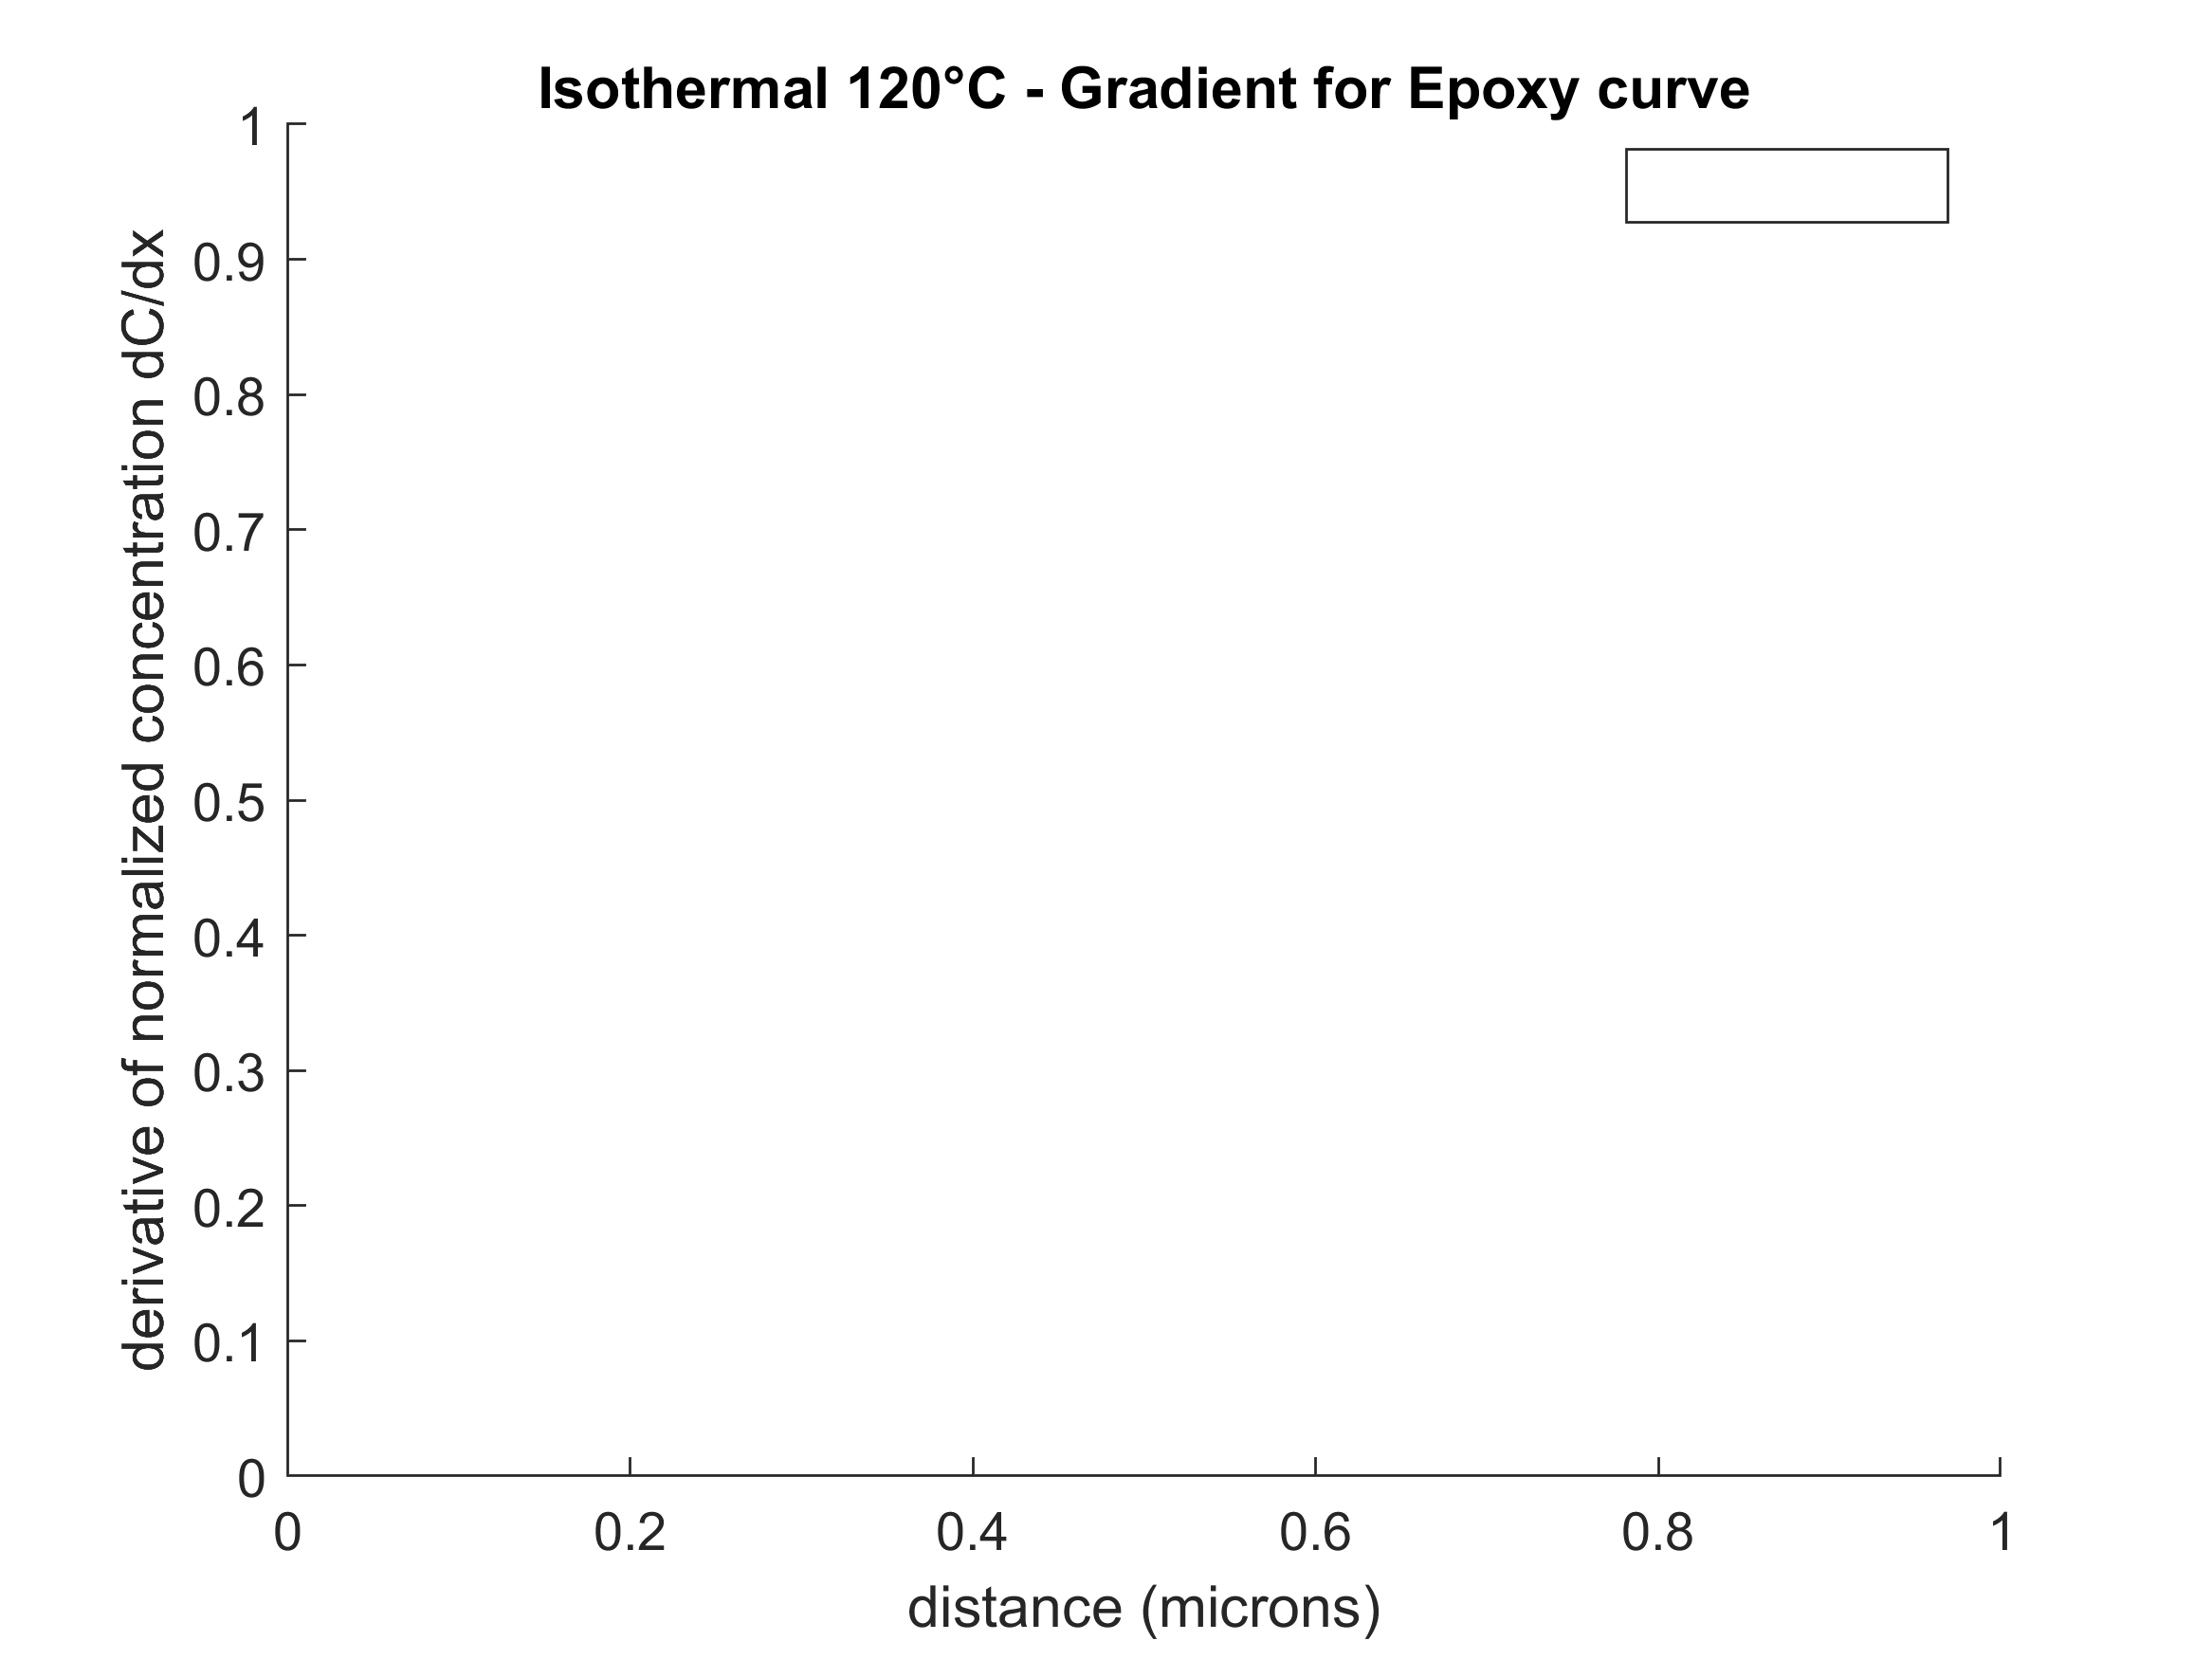 Isothermal 120°C - Gradient for Epoxy curve
1
0.9
0.8
0.7
0.6
0.5
0.4
0.3
0.2
0.1
0
derivative of normalized concentration dC/dx
0 0.2 0.4 0.6 0.8 1
distance (microns)